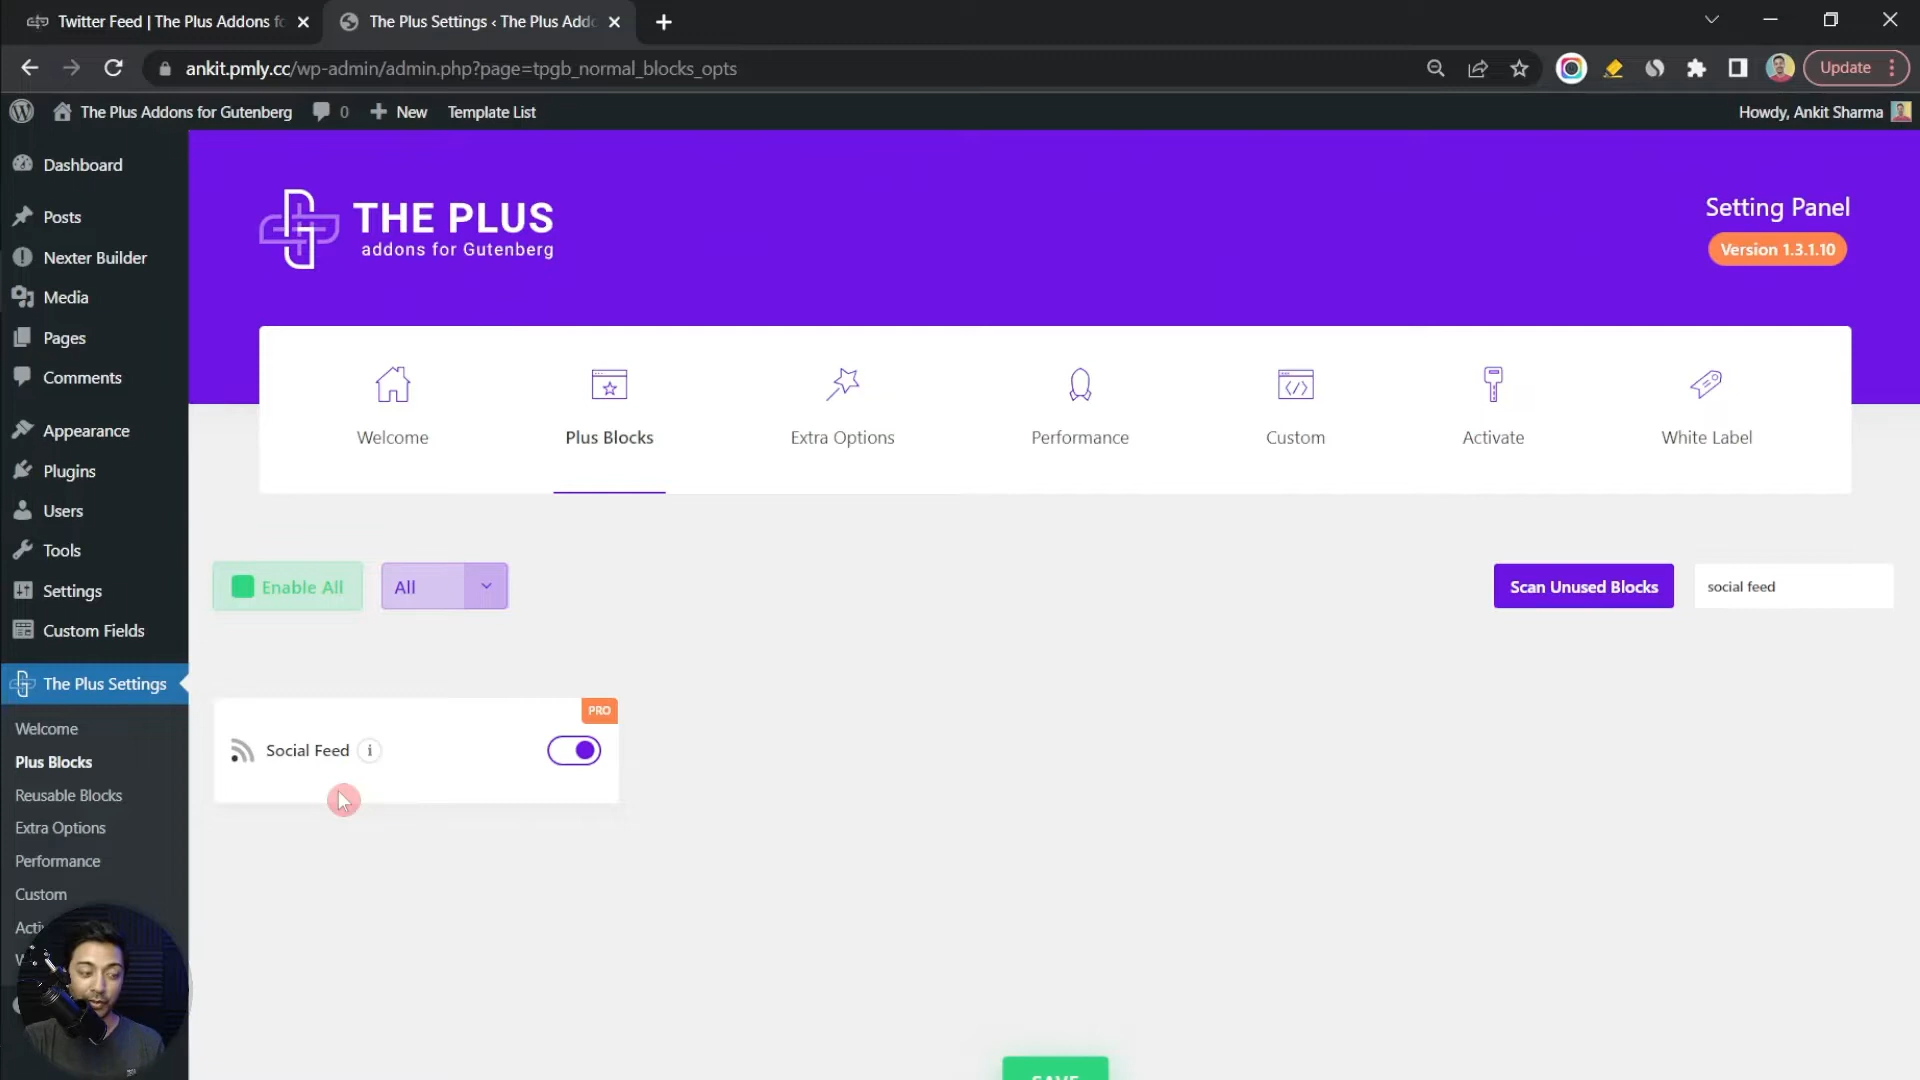 Twitter Feed | The Plus Addons fo
The Plus Settings ‹ The Plus Addo
ankit.pmly.cc/wp-admin/admin.php?page=tpgb_normal_blocks_opts
Update
The Plus Addons for Gutenberg
0
New
Template List
Howdy, Ankit Sharma
Dashboard
Posts
Nexter Builder
Media
Pages
Comments
Appearance
Plugins
Users
Tools
Settings
Custom Fields
The Plus Settings
Welcome
Plus Blocks
Reusable Blocks
Extra Options
Performance
Custom
Acti
W
THE PLUS
addons for Gutenberg
Setting Panel
Version 1.3.1.10
Welcome
Plus Blocks
Extra Options
Performance
Custom
Activate
White Label
Enable All
All
Scan Unused Blocks
social feed
PRO
Social Feed
i
SAVE